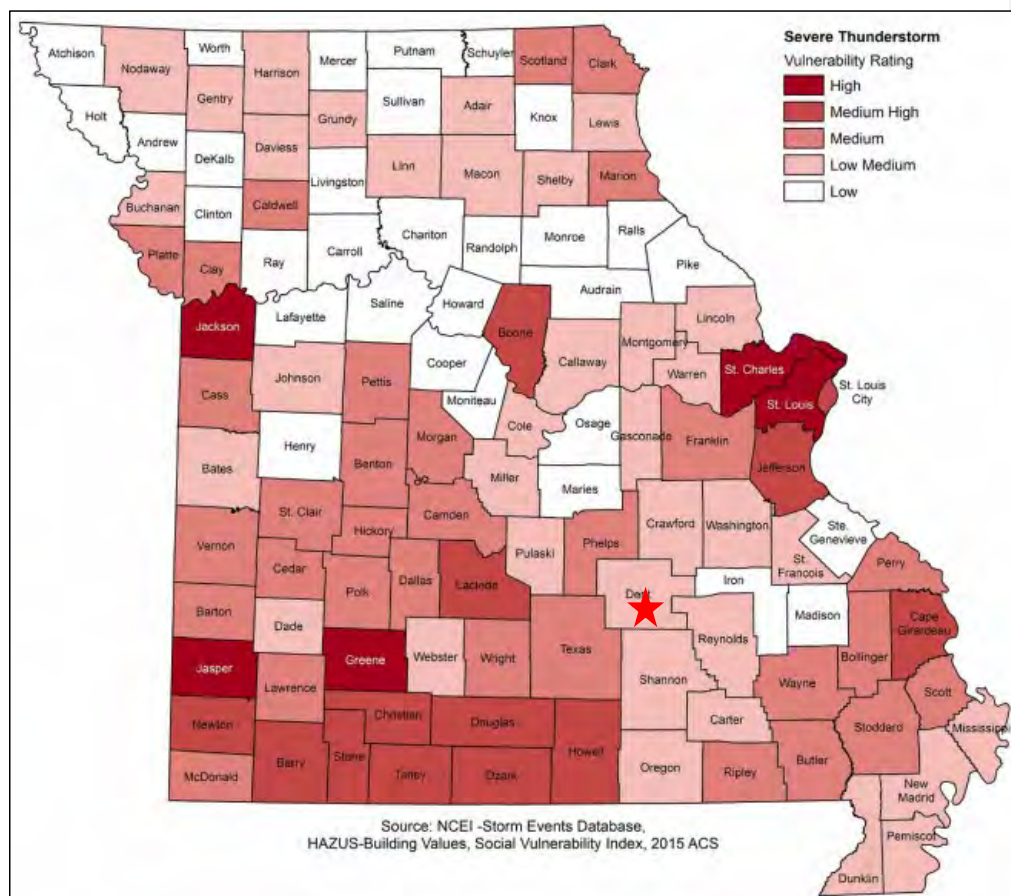 Severe Thunderstorm
Vulnerability Rating
High
Medium High
Medium
Low Medium
Low
Atchison
Worth
Nodaway
Harrison
Mercer
Putnam
Schuyler
Scotland
Clark
Gentry
Sullivan
Adair
Knox
Lewis
Holt
Grundy
Andrew
DeKalb
Daviess
Linn
Macon
Shelby
Marion
Livingston
Buchanan
Clinton
Caldwell
Chariton
Randolph
Monroe
Ralls
Pike
Platte
Clay
Ray
Carroll
Audrain
Saline
Howard
Boone
Lincoln
Jackson
Lafayette
Callaway
Montgomery
Cooper
Warren
St. Charles
St. Louis
City
Johnson
Pettis
Moniteau
St. Louis
Cass
Cole
Osage
Gasconade
Franklin
Henry
Morgan
Jefferson
Bates
Benton
Miller
Maries
St. Clair
Camden
Crawford
Washington
Ste.
Genevieve
Hickory
Pulaski
Phelps
Vernon
St.
Francois
Cedar
Dallas
Laclede
Iron
Perry
Polk
Dent
Barton
Madison
Dade
Cape
Girardeau
Reynolds
Texas
Bollinger
Jasper
Greene
Webster
Wright
Shannon
Wayne
Lawrence
Scott
Newton
Christian
Douglas
Carter
Stoddard
Mississippi
Howell
Barry
Stone
Taney
Ozark
Oregon
Ripley
Butler
McDonald
New
Madrid
Pemiscot
Dunklin
Source: NCEI -Storm Events Database,
HAZUS-Building Values, Social Vulnerability Index, 2015 ACS